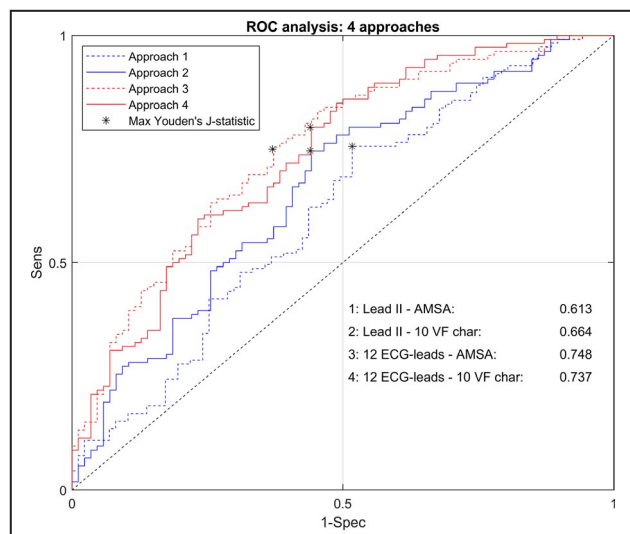 ROC analysis: 4 approaches
1
Approach 1
Approach 2
Approach 3
Approach 4
Max Youden's J-statistic
Sens
0.5
1: Lead II - AMSA: 0.613
2: Lead II - 10 VF char: 0.664
3: 12 ECG-leads - AMSA: 0.748
4: 12 ECG-leads - 10 VF char: 0.737
0
0 0.5 1
1-Spec